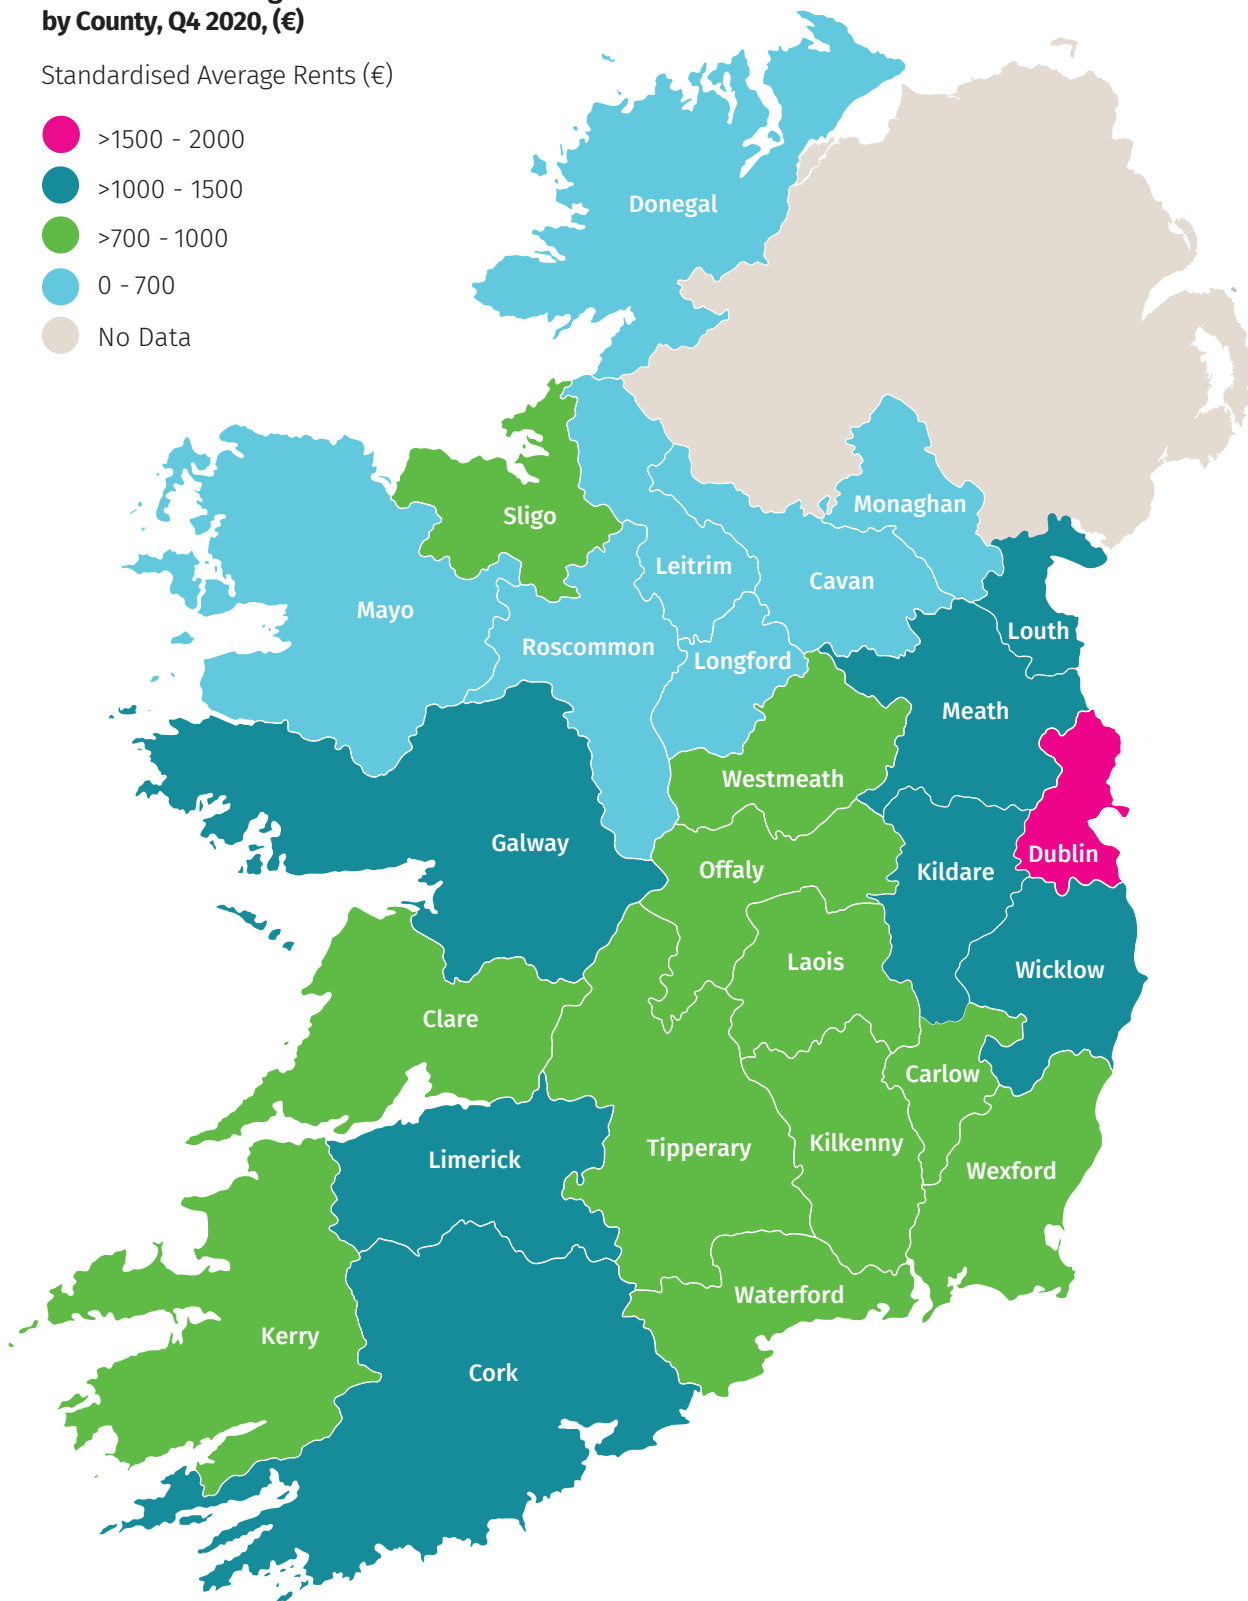 by County, Q4 2020, (€)
Standardised Average Rents (€)
>1500 - 2000
>1000 - 1500
>700 - 1000
0 - 700
No Data
Donegal
Monaghan
Sligo
Leitrim
Cavan
Mayo
Louth
Roscommon
Longford
Meath
Westmeath
Galway
Dublin
Offaly
Kildare
Laois
Wicklow
Clare
Carlow
Kilkenny
Tipperary
Limerick
Wexford
Waterford
Kerry
Cork